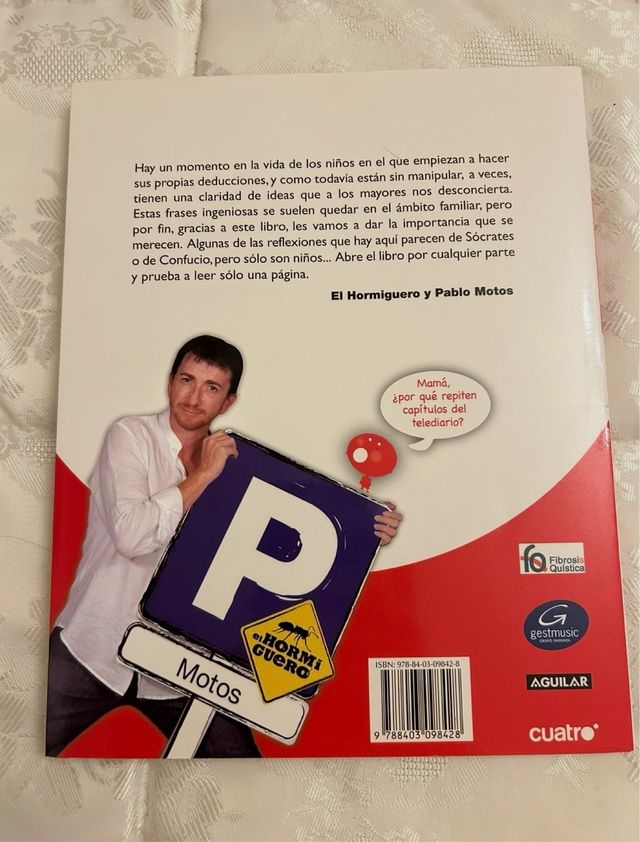 Hay un momento en la vida de los niños en el que empiezan a hacer
sus propias deducciones, y como todavía están sin manipular, a veces,
tienen una claridad de ideas que a los mayores nos desconcierta.
Estas frases ingeniosas se suelen quedar en el ámbito familiar, pero
por fin, gracias a este libro, les vamos a dar la importancia que se
merecen. Algunas de las reflexiones que hay aquí parecen de Sócrates
o de Confucio, pero sólo son niños... Abre el libro por cualquier parte
y prueba a leer sólo una página.
El Hormiguero y Pablo Motos
Mamá,
¿por qué repiten
capítulos del
telediario?
P
EL HORMI
GUERO
Motos
fq Fibrosis
Quística
G
gestmusic
GRUPO ENDEMOL
AGUILAR
cuatro
ISBN: 978-84-03-09842-8
9 788403 098428